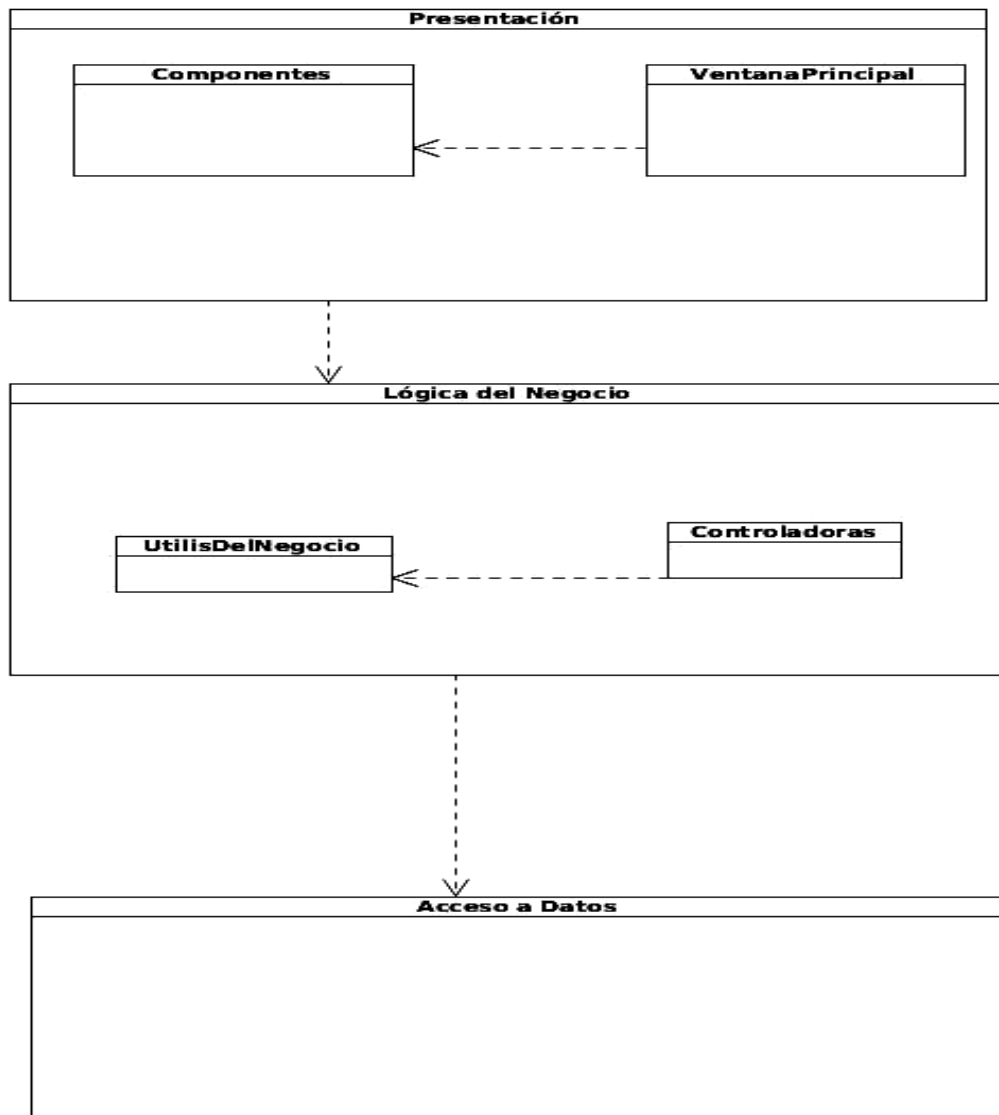 Presentación
Componentes
VentanaPrincipal
Lógica del Negocio
UtilisDelNegocio
Controladoras
Acceso a Datos